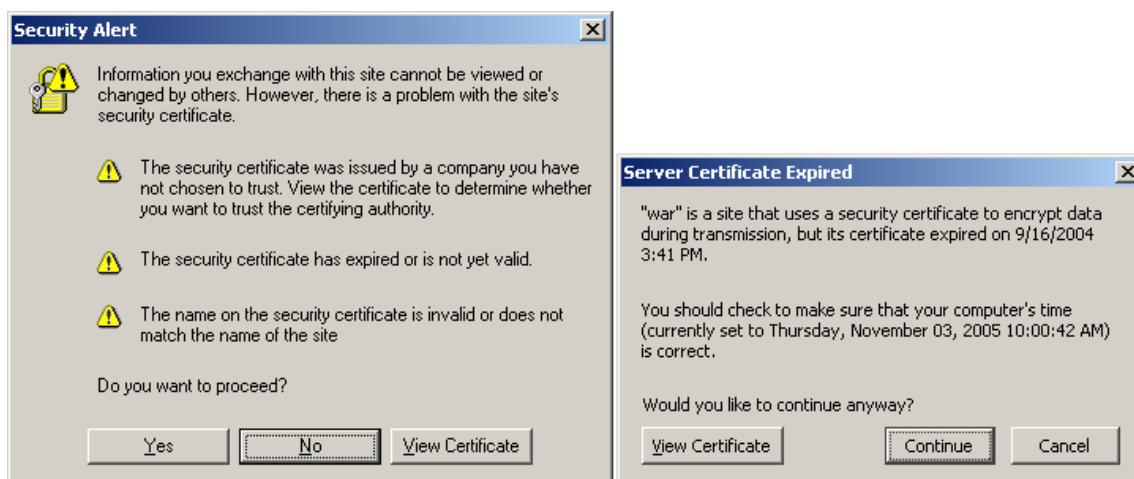 Security Alert
Information you exchange with this site cannot be viewed or
changed by others. However, there is a problem with the site's
security certificate.
The security certificate was issued by a company you have
not chosen to trust. View the certificate to determine whether
you want to trust the certifying authority.
The security certificate has expired or is not yet valid.
The name on the security certificate is invalid or does not
match the name of the site
Do you want to proceed?
Yes
No
View Certificate
Server Certificate Expired
"war" is a site that uses a security certificate to encrypt data
during transmission, but its certificate expired on 9/16/2004
3:41 PM.
You should check to make sure that your computer's time
(currently set to Thursday, November 03, 2005 10:00:42 AM)
is correct.
Would you like to continue anyway?
View Certificate
Continue
Cancel